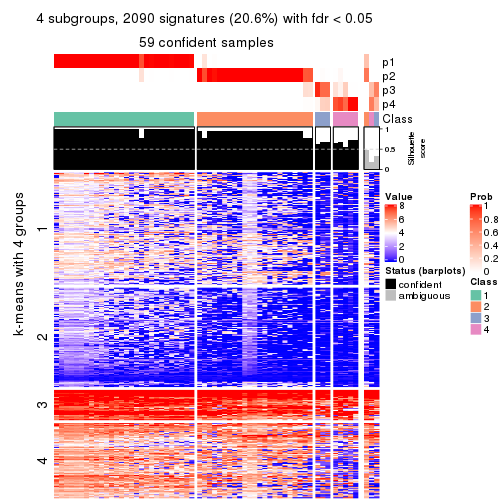 4 subgroups, 2090 signatures (20.6%) with fdr < 0.05
59 confident samples
p1
p2
p3
p4
Class
1
0.5
0
Silhouette
score
k-means with 4 groups
1
2
3
4
Value
8
6
4
2
0
Status (barplots)
confident
ambiguous
Prob
1
0.8
0.6
0.4
0.2
0
Class
1
2
3
4